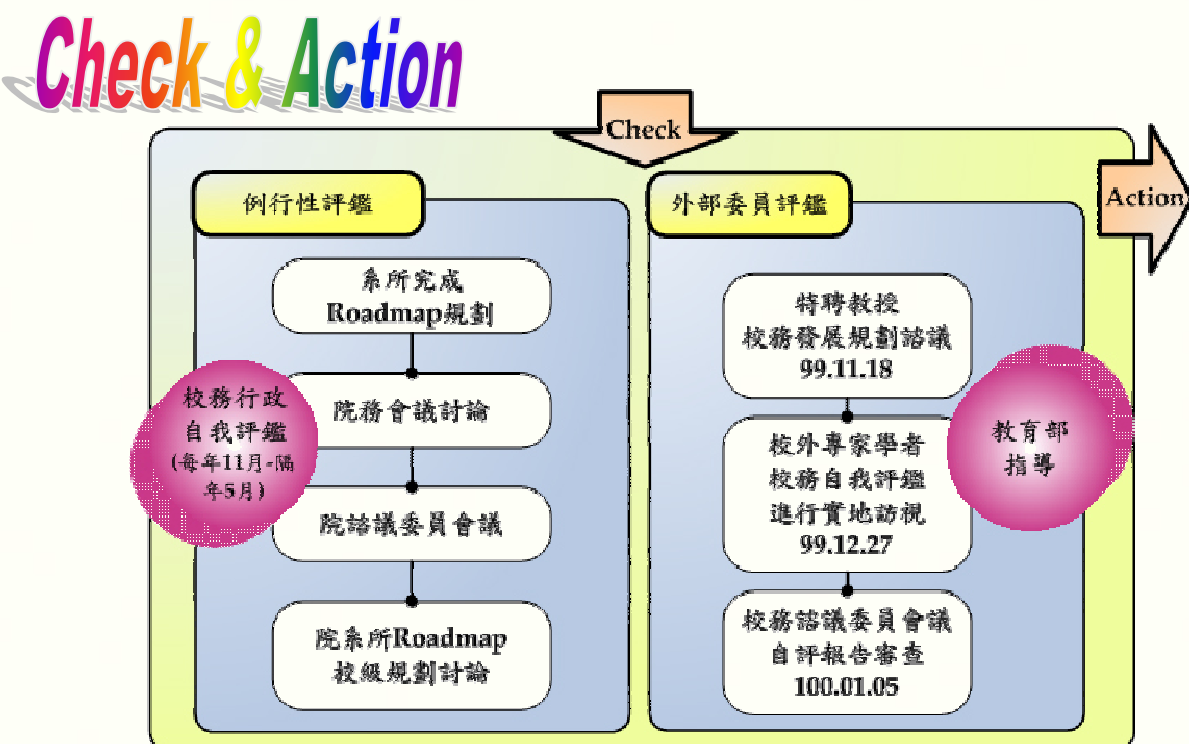 Check & Action
Check
Action
例行性評鑑
系所完成
Roadmap規劃
院務會議討論
院諮議委員會議
院系所Roadmap
校級規劃討論
校務行政
自我評鑑
(每年11月-隔
年5月)
外部委員評鑑
特聘教授
校務發展規劃諮議
99.11.18
校外專家學者
校務自我評鑑
進行實地訪視
99.12.27
校務諮議委員會議
自評報告審查
100.01.05
教育部
指導